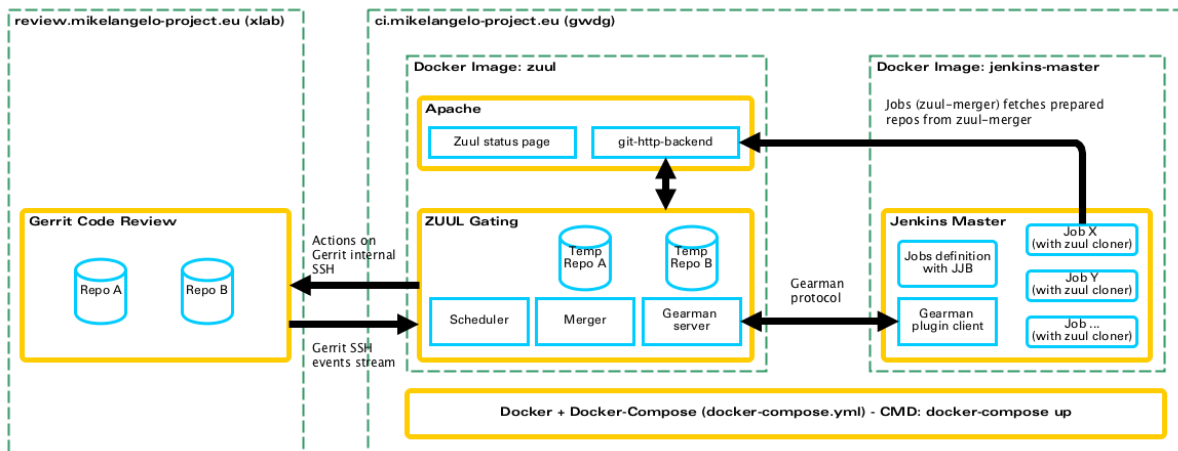 review.mikelangelo-project.eu (xlab)
ci.mikelangelo-project.eu (gwdg)
Docker Image: zuul
Docker Image: jenkins-master
Apache
Zuul status page
git-http-backend
Jobs (zuul-merger) fetches prepared
repos from zuul-merger
Gerrit Code Review
Repo A
Repo B
Actions on
Gerrit internal
SSH
Gerrit SSH
events stream
ZUUL Gating
Temp
Repo A
Temp
Repo B
Scheduler
Merger
Gearman
server
Gearman
protocol
Jenkins Master
Jobs definition
with JJB
Gearman
plugin client
Job X
(with zuul cloner)
Job Y
(with zuul cloner)
Job ...
(with zuul cloner)
Docker + Docker-Compose (docker-compose.yml) - CMD: docker-compose up